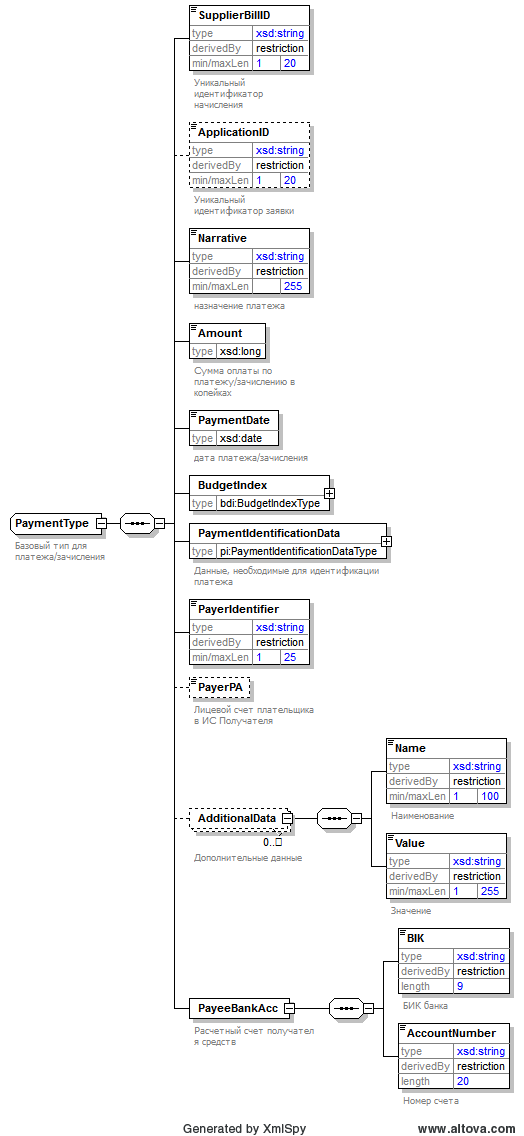 SupplierBillID
type xsd:string
derivedBy restriction
min/maxLen 1 20
Уникальный
идентификатор
начисления
ApplicationID
type xsd:string
derivedBy restriction
min/maxLen 1 20
Уникальный
идентификатор заявки
Narrative
type xsd:string
derivedBy restriction
min/maxLen 255
назначение платежа
Amount
type xsd:long
Сумма оплаты по
платежу/зачислению в
копейках
PaymentDate
type xsd:date
дата платежа/зачисления
BudgetIndex
type bdi:BudgetIndexType
PaymentType
Базовый тип для
платежа/зачисления
PaymentIdentificationData
type pi:PaymentIdentificationDataType
Данные, необходимые для идентификации
платежа
PayerIdentifier
type xsd:string
derivedBy restriction
min/maxLen 1 25
PayerPA
Лицевой счет плательщика
в ИС Получателя
AdditionalData
0..
Дополнительные данные
Name
type xsd:string
derivedBy restriction
min/maxLen 1 100
Наименование
Value
type xsd:string
derivedBy restriction
min/maxLen 1 255
Значение
PayeeBankAcc
Расчетный счет получател
я средств
BIK
type xsd:string
derivedBy restriction
length 9
БИК банка
AccountNumber
type xsd:string
derivedBy restriction
length 20
Номер счета
Generated by XmlSpy www.altova.com